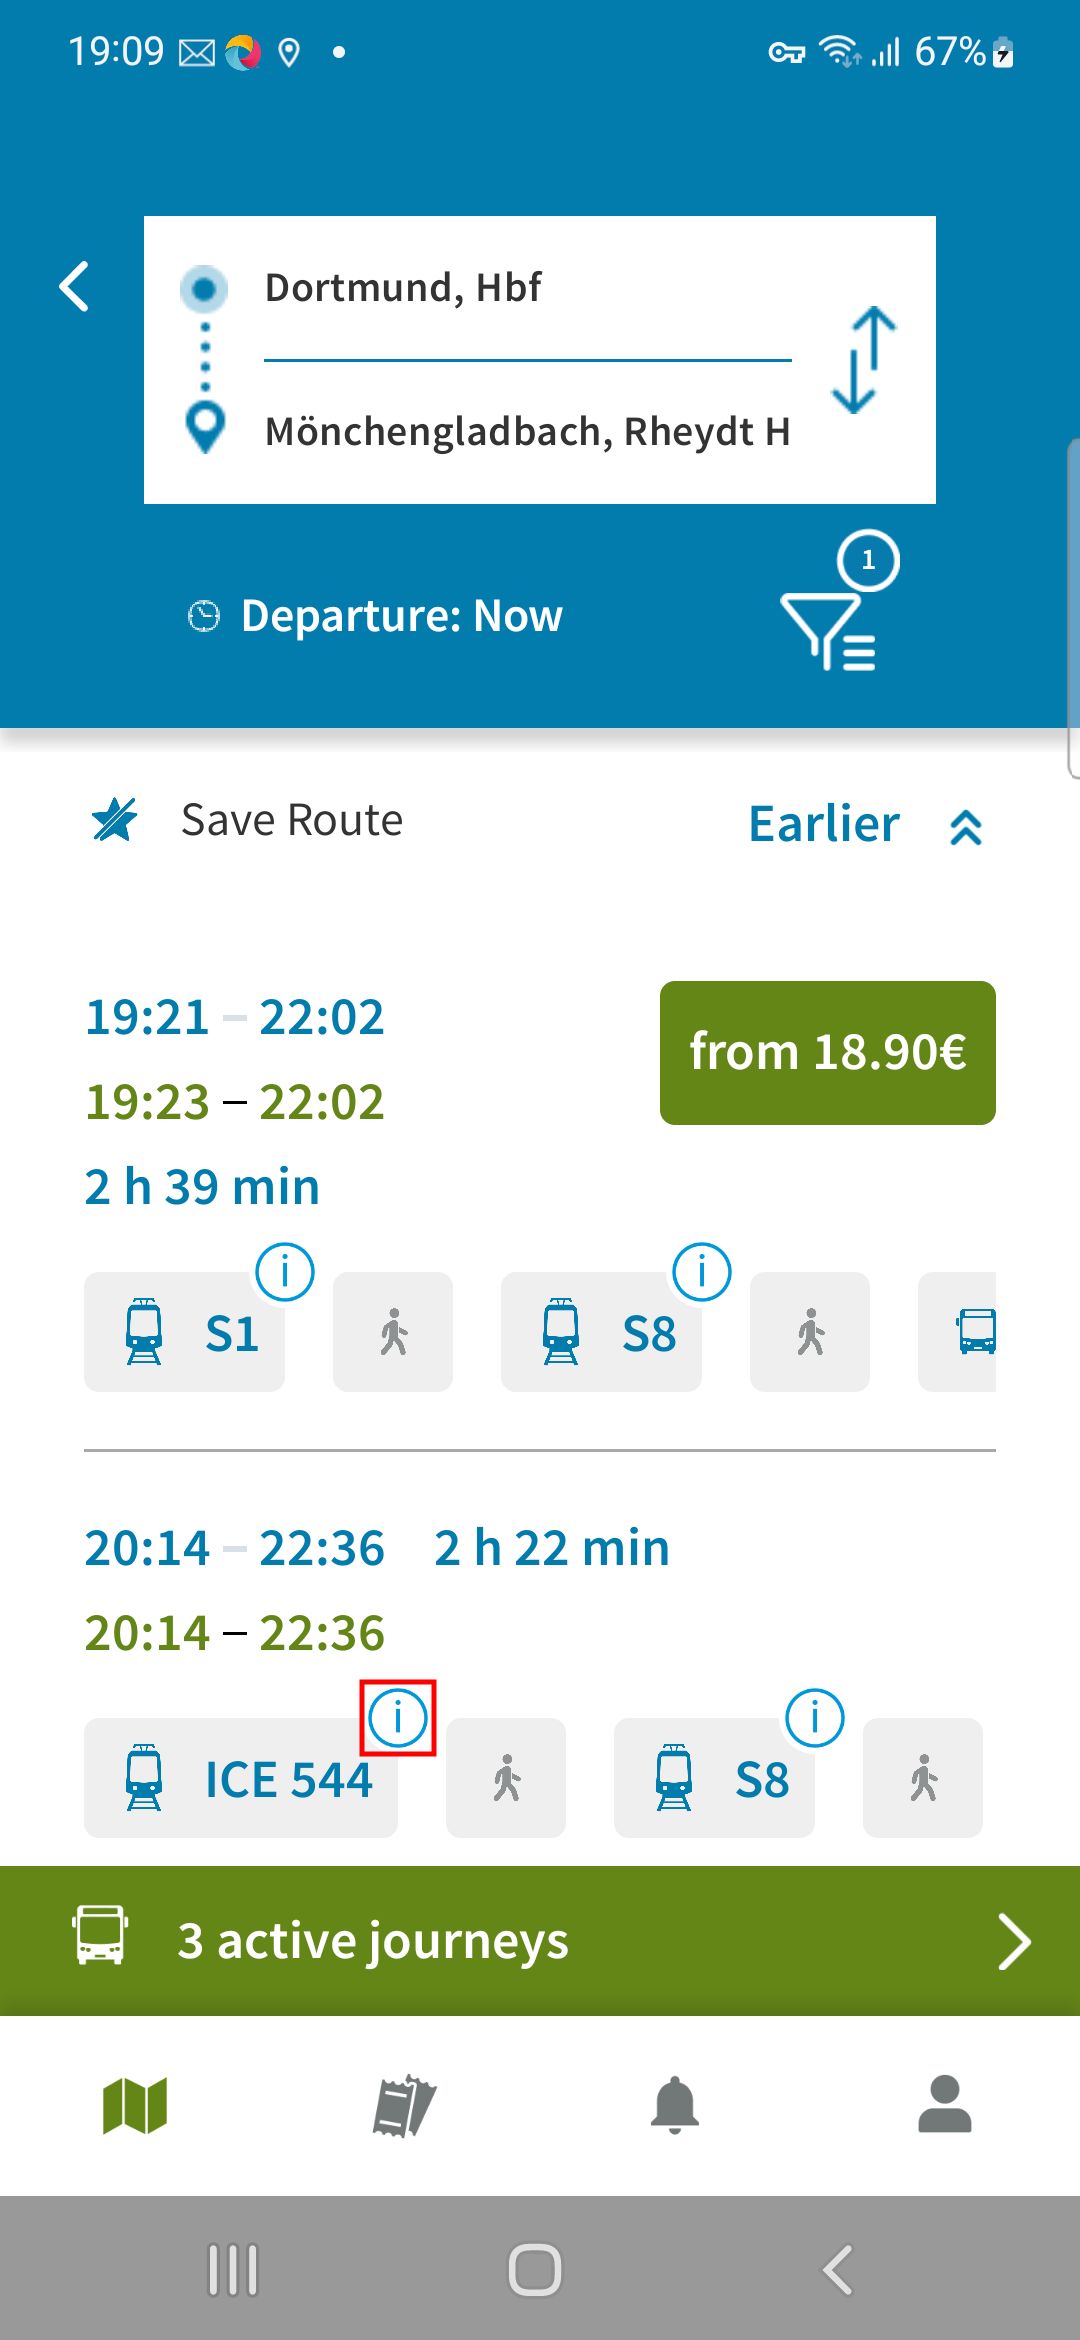 19:09
67%
Dortmund, Hbf
Mönchengladbach, Rheydt H
1
Departure: Now
Save Route
Earlier
19:21 – 22:02
from 18.90€
19:23 – 22:02
2 h 39 min
i
i
S1
S8
20:14 – 22:36 2 h 22 min
20:14 – 22:36
i
i
ICE 544
S8
3 active journeys